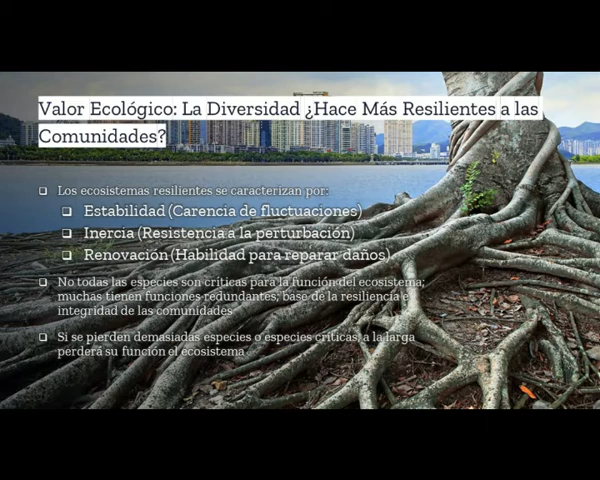 Valor Ecológico: La Diversidad ¿Hace Más Resilientes a las
Comunidades?
Los ecosistemas resilientes se caracterizan por:
Estabilidad (Carencia de fluctuaciones)
Inercia (Resistencia a la perturbación)
Renovación (Habilidad para reparar daños)
No todas las especies son críticas para la función del ecosistema;
muchas tienen funciones redundantes, base de la resiliencia e
integridad de las comunidades
Si se pierden demasiadas especies o especies críticas, a la larga
perderá su función el ecosistema